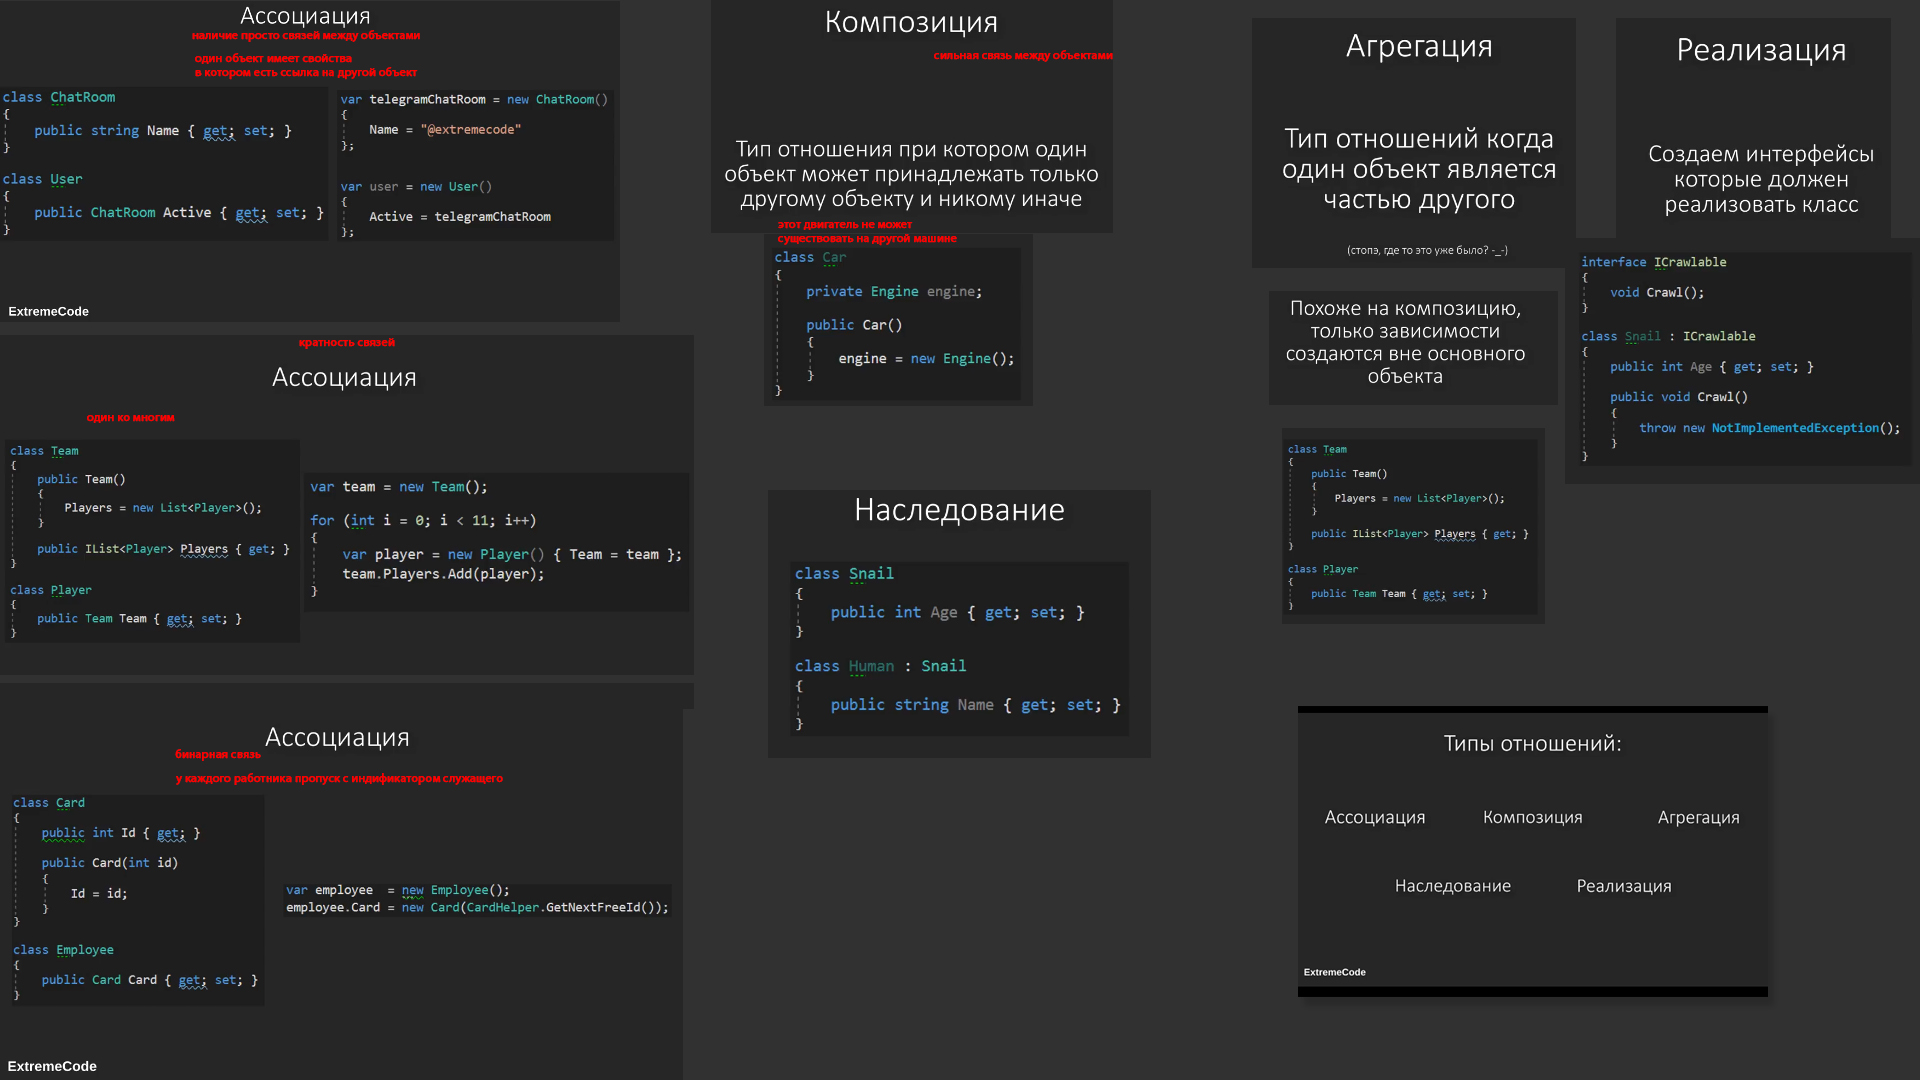 Ассоциация
наличие просто связей между объектами
один объект имеет свойства
в котором есть ссылка на другой объект
class ChatRoom
{
public string Name { get; set; }
}
class User
{
public ChatRoom Active { get; set; }
}
var telegramChatRoom = new ChatRoom()
{
Name = "@extremecode"
};
var user = new User()
{
Active = telegramChatRoom
};
ExtremeCode
кратность связей
Ассоциация
один ко многим
class Team
{
public Team()
{
Players = new List<Player>();
}
public IList<Player> Players { get; }
}
class Player
{
public Team Team { get; set; }
}
var team = new Team();
for (int i = 0; i < 11; i++)
{
var player = new Player() { Team = team };
team.Players.Add(player);
}
Ассоциация
бинарная связь
у каждого работника пропуск с индификатором служащего
class Card
{
public int Id { get; }
public Card(int id)
{
Id = id;
}
}
class Employee
{
public Card Card { get; set; }
}
var employee = new Employee();
employee.Card = new Card(CardHelper.GetNextFreeId());
ExtremeCode
Композиция
сильная связь между объектами
Тип отношения при котором один
объект может принадлежать только
другому объекту и никому иначе
этот двигатель не может
существовать на другой машине
class Car
{
private Engine engine;
public Car()
{
engine = new Engine();
}
}
Наследование
class Snail
{
public int Age { get; set; }
}
class Human : Snail
{
public string Name { get; set; }
}
Агрегация
Тип отношений когда
один объект является
частью другого
(стопэ, где то это уже было? -_-)
Похоже на композицию,
только зависимости
создаются вне основного
объекта
class Team
{
public Team()
{
Players = new List<Player>();
}
public IList<Player> Players { get; }
}
class Player
{
public Team Team { get; set; }
}
Реализация
Создаем интерфейсы
которые должен
реализовать класс
interface ICrawlable
{
void Crawl();
}
class Snail : ICrawlable
{
public int Age { get; set; }
public void Crawl()
{
throw new NotImplementedException();
}
}
Типы отношений:
Ассоциация Композиция Агрегация
Наследование Реализация
ExtremeCode